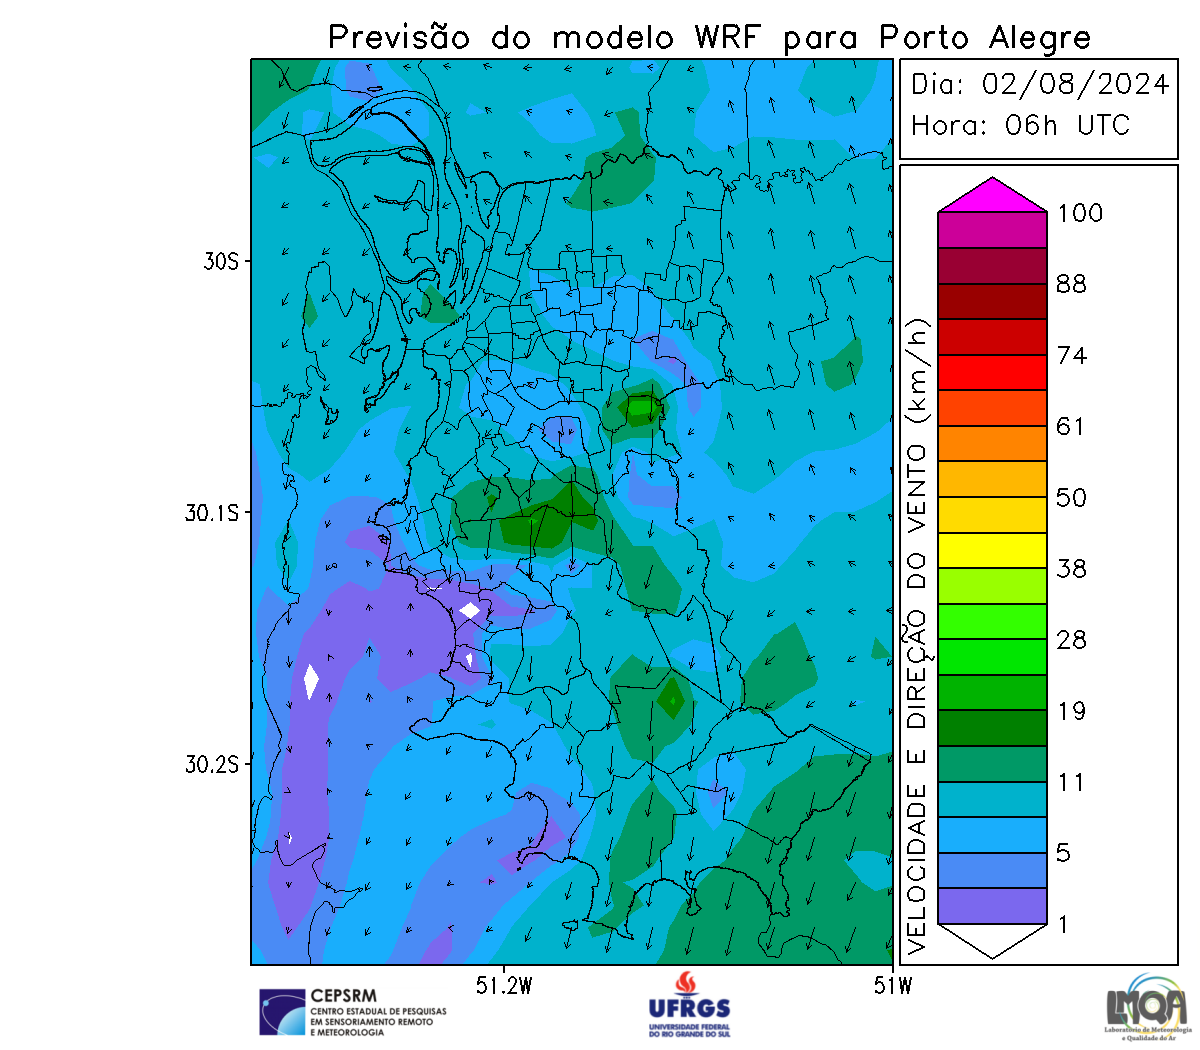 Previsão do modelo WRF para Porto Alegre
Dia: 02/08/2024
Hora: 06h UTC
30S
30.1S
30.2S
51.2W
51W
VELOCIDADE E DIREÇÃO DO VENTO (km/h)
100
88
74
61
50
38
28
19
11
5
1
CEPSRM
CENTRO ESTADUAL DE PESQUISAS
EM SENSORIAMENTO REMOTO
E METEOROLOGIA
UFRGS
UNIVERSIDADE FEDERAL
DO RIO GRANDE DO SUL
LMQA
Laboratório de Meteorologia
e Qualidade do Ar